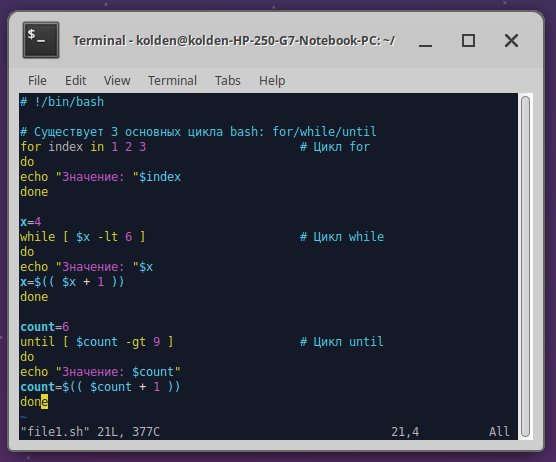 $_
Terminal - kolden@kolden-HP-250-G7-Notebook-PC: ~/
File Edit View Terminal Tabs Help
# !/bin/bash
# Существует 3 основных цикла bash: for/while/until
for index in 1 2 3 # Цикл for
do
echo "Значение: "$index
done
x=4
while [ $x -lt 6 ] # Цикл while
do
echo "Значение: "$x
x=$(( $x + 1 ))
done
count=6
until [ $count -gt 9 ] # Цикл until
do
echo "Значение: $count"
count=$(( $count + 1 ))
done
~
"file1.sh" 21L, 377C 21,4 All